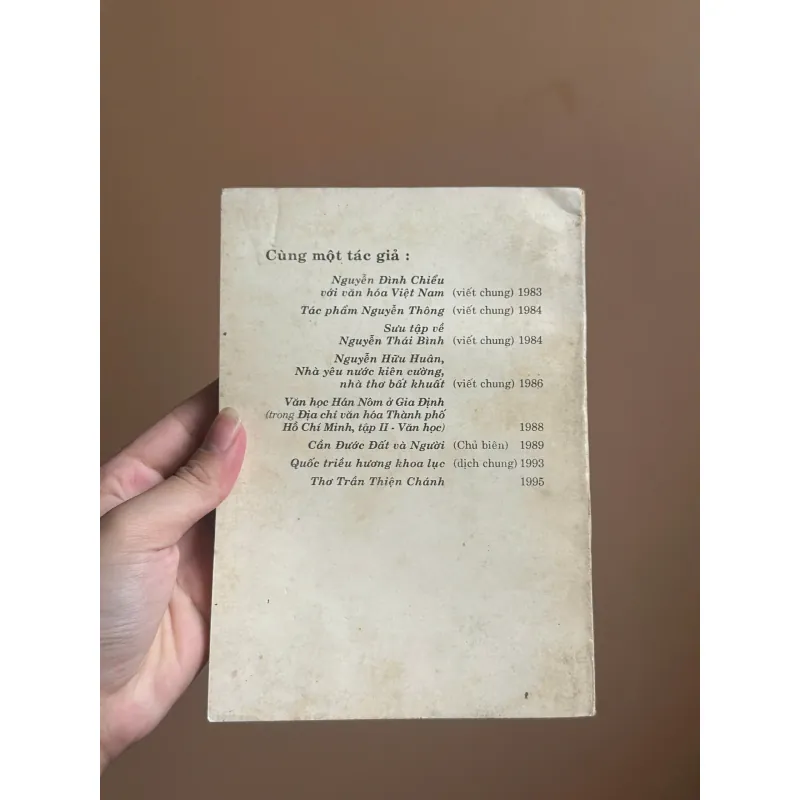 Cùng một tác giả :
Nguyễn Đình Chiểu
với văn hóa Việt Nam (viết chung) 1983
Tác phẩm Nguyễn Thông (viết chung) 1984
Sưu tập về
Nguyễn Thái Bình (viết chung) 1984
Nguyễn Hữu Huân,
Nhà yêu nước kiên cường,
nhà thơ bất khuất (viết chung) 1986
Văn học Hán Nôm ở Gia Định
(trong Địa chí văn hóa Thành phố
Hồ Chí Minh, tập II - Văn học) 1988
Cần Đước Đất và Người (Chủ biên) 1989
Quốc triều hương khoa lục (dịch chung) 1993
Thơ Trần Thiện Chánh 1995